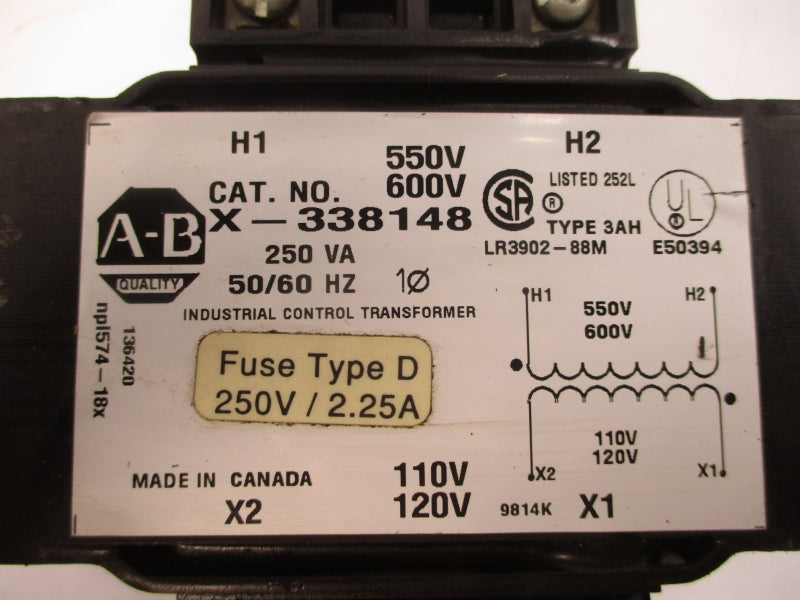 H1
H2
550V
600V
CAT. NO.
X-338148
A-B
QUALITY
250 VA
50/60 HZ 1Ø
INDUSTRIAL CONTROL TRANSFORMER
SA
LISTED 252L
®
TYPE 3AH
LR3902-88M
UL
®
E50394
136420
npl574-18x
Fuse Type D
250V / 2.25A
H1
550V
600V
H2
110V
120V
X2
X1
MADE IN CANADA
110V
120V
X2
9814K
X1